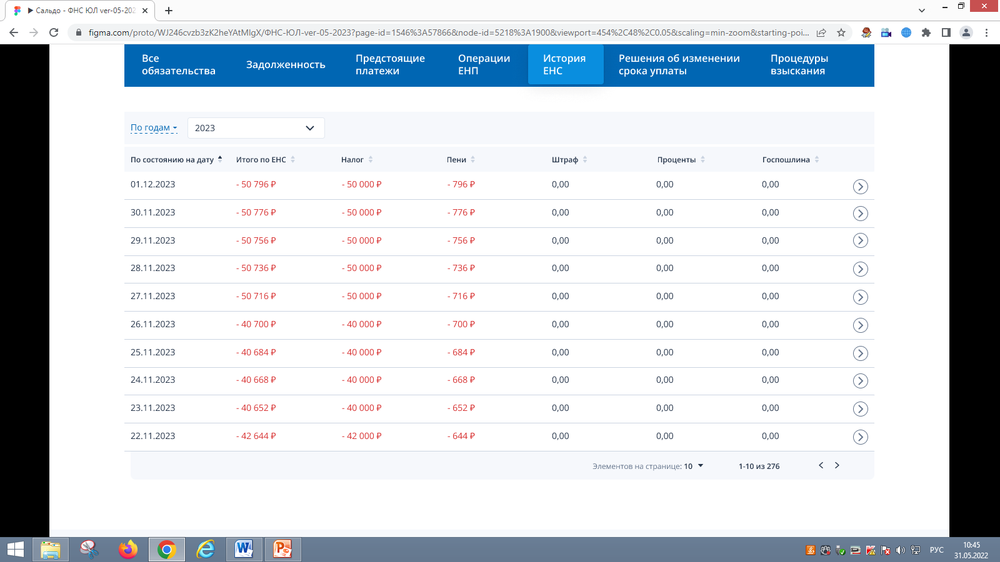 Сальдо - ФНС ЮЛ ver-05-202
figma.com/proto/WJ246cvzb3zK2heYAtMIgX/ФНС-ЮЛ-ver-05-2023?page-id=1546%3A57866&node-id=5218%3A1900&viewport=454%2C48%2C0.05&scaling=min-zoom&starting-poi...
Все обязательства
Задолженность
Предстоящие платежи
Операции ЕНП
История ЕНС
Решения об изменении срока уплаты
Процедуры взыскания
По годам 2023
По состоянию на дату Итого по ЕНС Налог Пени Штраф Проценты Госпошлина
01.12.2023 - 50 796 ₽ - 50 000 ₽ - 796 ₽ 0,00 0,00 0,00
30.11.2023 - 50 776 ₽ - 50 000 ₽ - 776 ₽ 0,00 0,00 0,00
29.11.2023 - 50 756 ₽ - 50 000 ₽ - 756 ₽ 0,00 0,00 0,00
28.11.2023 - 50 736 ₽ - 50 000 ₽ - 736 ₽ 0,00 0,00 0,00
27.11.2023 - 50 716 ₽ - 50 000 ₽ - 716 ₽ 0,00 0,00 0,00
26.11.2023 - 40 700 ₽ - 40 000 ₽ - 700 ₽ 0,00 0,00 0,00
25.11.2023 - 40 684 ₽ - 40 000 ₽ - 684 ₽ 0,00 0,00 0,00
24.11.2023 - 40 668 ₽ - 40 000 ₽ - 668 ₽ 0,00 0,00 0,00
23.11.2023 - 40 652 ₽ - 40 000 ₽ - 652 ₽ 0,00 0,00 0,00
22.11.2023 - 42 644 ₽ - 42 000 ₽ - 644 ₽ 0,00 0,00 0,00
Элементов на странице: 10 1-10 из 276
РУС
10:45
31.05.2022